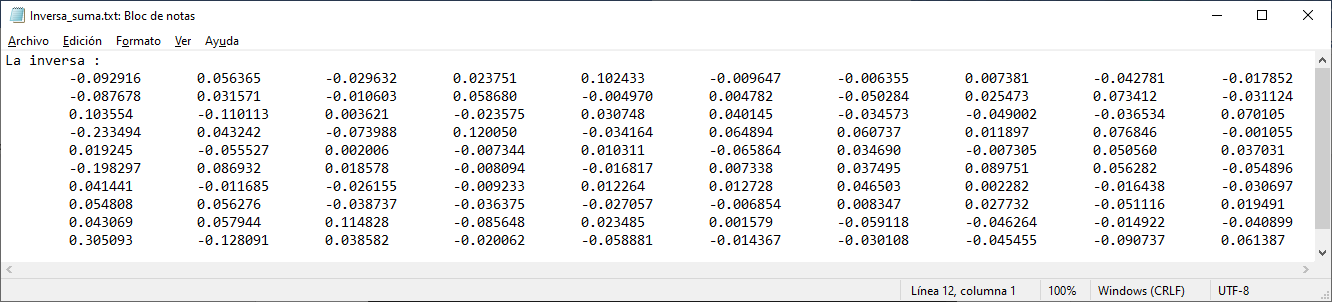 Inversa_suma.txt: Bloc de notas
Archivo Edición Formato Ver Ayuda
La inversa :
-0.092916 0.056365 -0.029632 0.023751 0.102433 -0.009647 -0.006355 0.007381 -0.042781 -0.017852
-0.087678 0.031571 -0.010603 0.058680 -0.004970 0.004782 -0.050284 0.025473 0.073412 -0.031124
0.103554 -0.110113 0.003621 -0.023575 0.030748 0.040145 -0.034573 -0.049002 -0.036534 0.070105
-0.233494 0.043242 -0.073988 0.120050 -0.034164 0.064894 0.060737 0.011897 0.076846 -0.001055
0.019245 -0.055527 0.002006 -0.007344 0.010311 -0.065864 0.034690 -0.007305 0.050560 0.037031
-0.198297 0.086932 0.018578 -0.008094 -0.016817 0.007338 0.037495 0.089751 0.056282 -0.054896
0.041441 -0.011685 -0.026155 -0.009233 0.012264 0.012728 0.046503 0.002282 -0.016438 -0.030697
0.054808 0.056276 -0.038737 -0.036375 -0.027057 -0.006854 0.008347 0.027732 -0.051116 0.019491
0.043069 0.057944 0.114828 -0.085648 0.023485 0.001579 -0.059118 -0.046264 -0.014922 -0.040899
0.305093 -0.128091 0.038582 -0.020062 -0.058881 -0.014367 -0.030108 -0.045455 -0.090737 0.061387
Línea 12, columna 1 100% Windows (CRLF) UTF-8